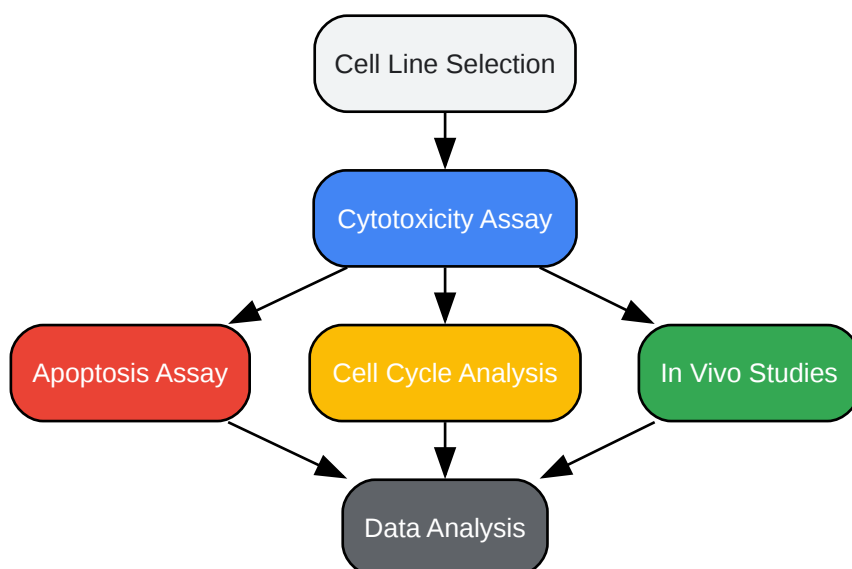 Cell Line Selection
Cytotoxicity Assay
Apoptosis Assay
Cell Cycle Analysis
In Vivo Studies
Data Analysis